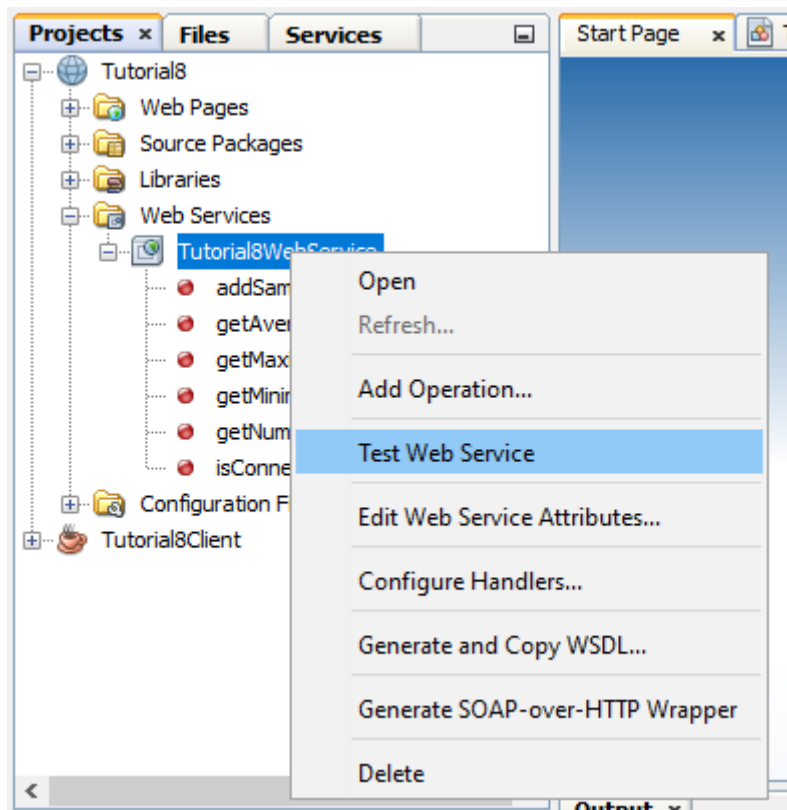 Projects × Files Services
Start Page ×
Tutorial8
Web Pages
Source Packages
Libraries
Web Services
Tutorial8WebService
addSam
getAver
getMaxi
getMinir
getNum
isConne
Configuration Fi
Tutorial8Client
Open
Refresh...
Add Operation...
Test Web Service
Edit Web Service Attributes...
Configure Handlers...
Generate and Copy WSDL...
Generate SOAP-over-HTTP Wrapper
Delete
Output ×